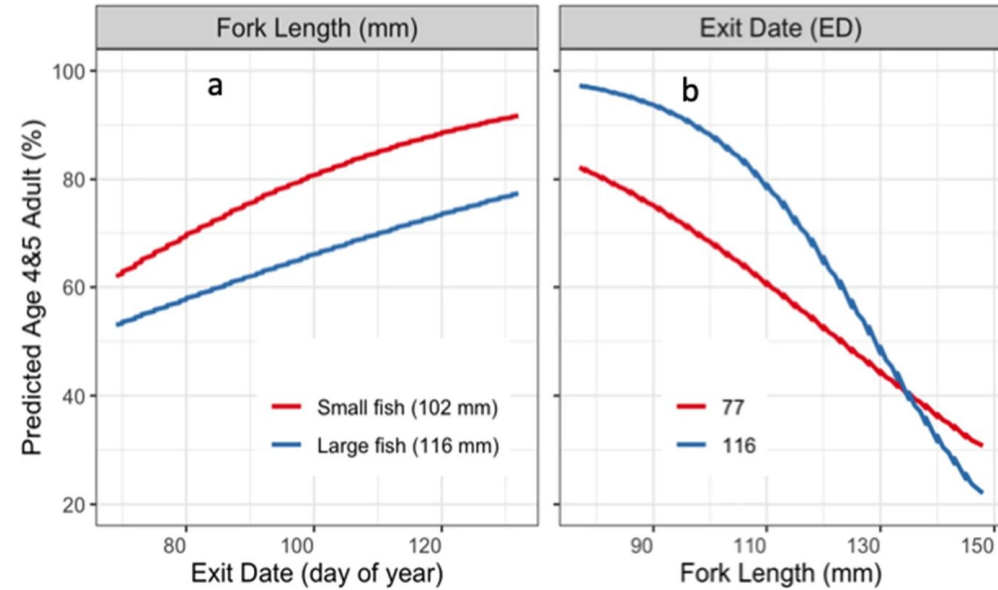 Fork Length (mm)
Exit Date (ED)
Predicted Age 4&5 Adult (%)
100
80
60
40
20
a
Small fish (102 mm)
Large fish (116 mm)
80
100
120
Exit Date (day of year)
b
77
116
90
110
130
150
Fork Length (mm)